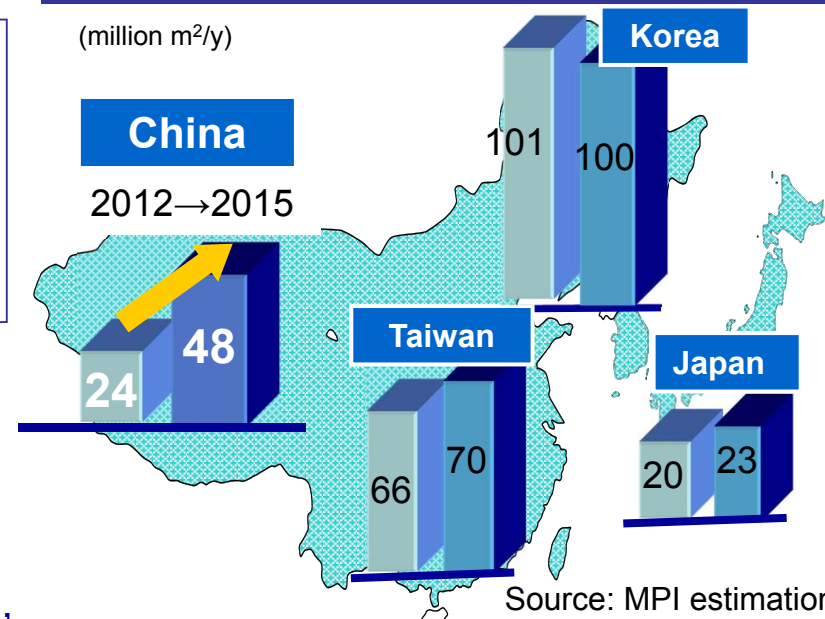 (million m²/y)
Korea
China
2012→2015
101
100
24
48
Taiwan
66
70
Japan
20
23
Source: MPI estimation